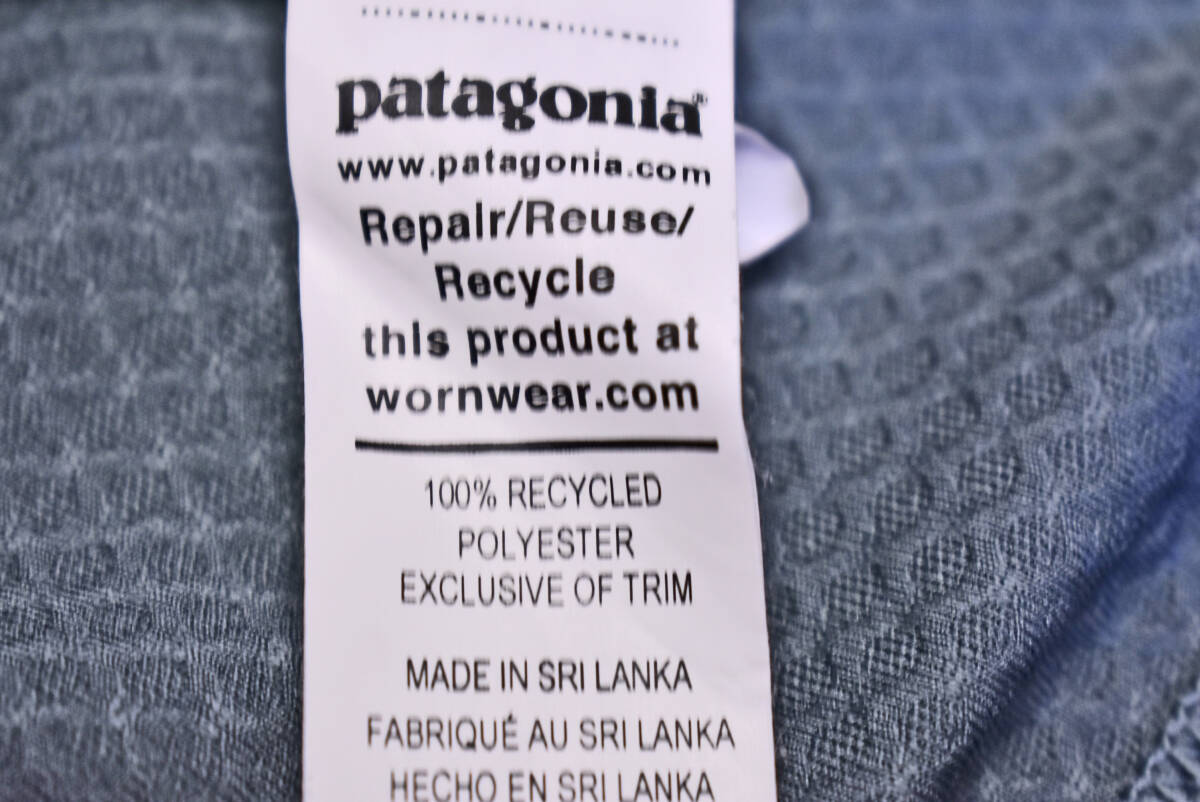 patagonia®
www.patagonia.com
Repair/Reuse/
Recycle
this product at
wornwear.com
100% RECYCLED
POLYESTER
EXCLUSIVE OF TRIM
MADE IN SRI LANKA
FABRIQUÉ AU SRI LANKA
HECHO EN SRI LANKA